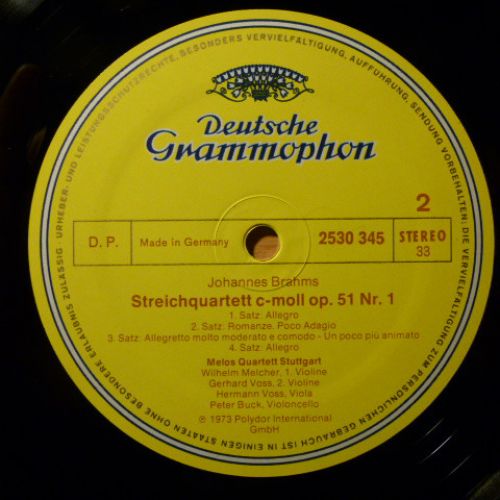 Deutsche
Grammophon
2
D. P.
Made in Germany
2530 345
STEREO
33
Johannes Brahms
Streichquartett c-moll op. 51 Nr. 1
1. Satz: Allegro
2. Satz: Romanze. Poco Adagio
3. Satz: Allegretto molto moderato e comodo - Un poco più animato
4. Satz: Allegro
Melos Quartett Stuttgart
Wilhelm Melcher, 1. Violine
Gerhard Voss, 2. Violine
Hermann Voss, Viola
Peter Buck, Violoncello
℗ 1973 Polydor International
GmbH
URHEBER- UND LEISTUNGSSCHUTZRECHTE, BESONDERS VERVIELFÄLTIGUNG, AUFFÜHRUNG, SENDUNG VORBEHALTEN; DIE VERVIELFÄLTIGUNG ZUM PERSÖNLICHEN GEBRAUCH IST IN EINIGEN STAATEN OHNE BESONDERE ERLAUBNIS ZULÄSSIG ·